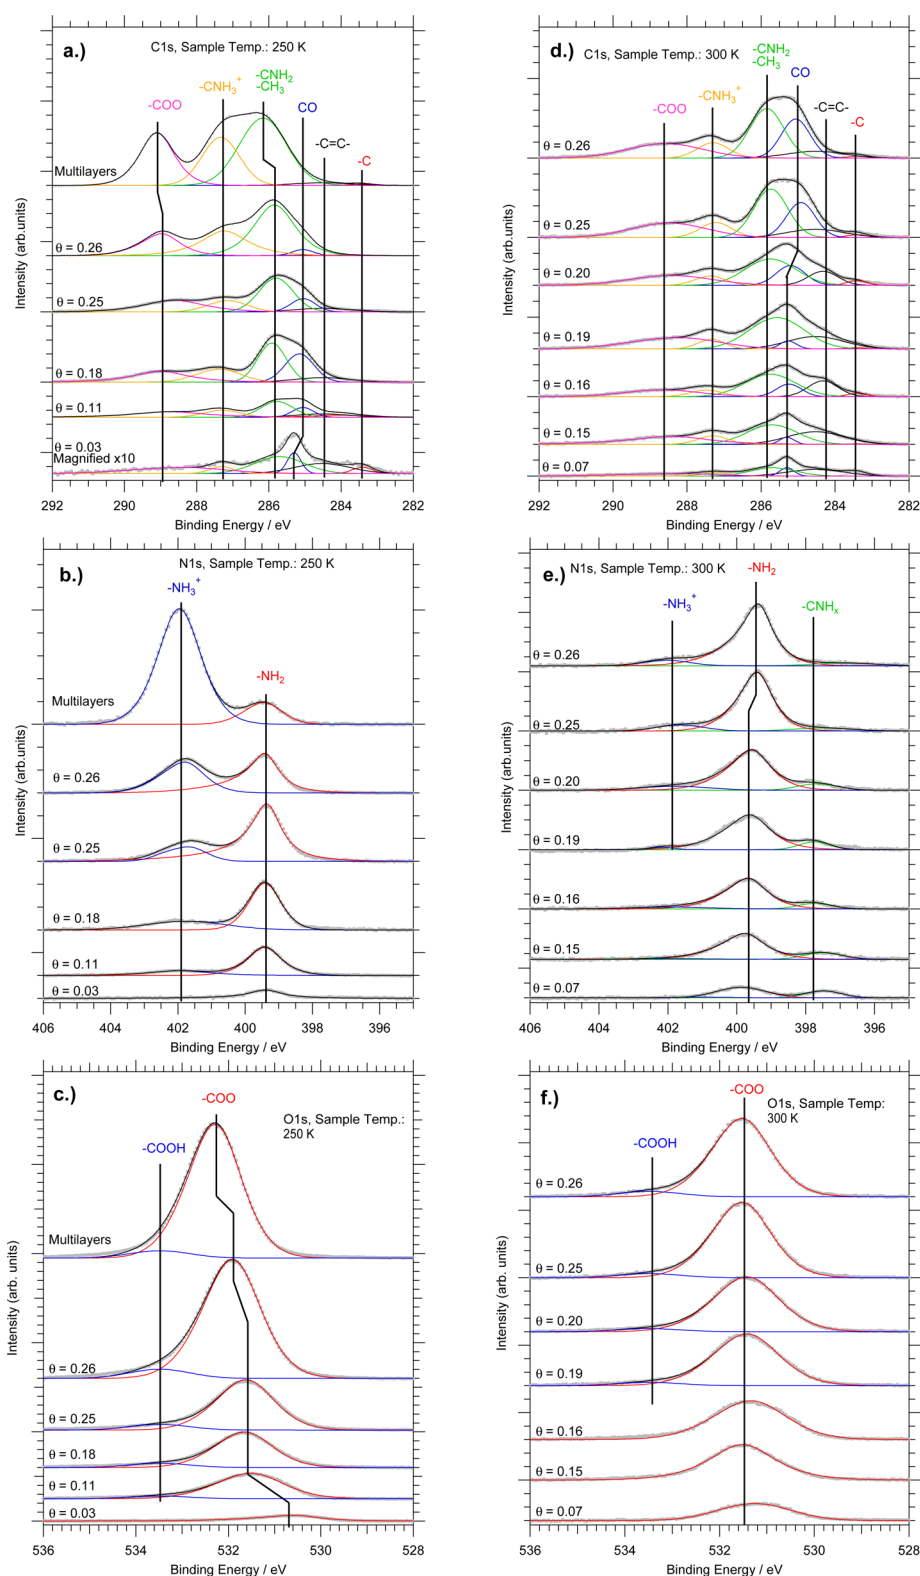 a.)
C1s, Sample Temp.: 250 K
-COO
-CNH₃⁺
-CNH₂
-CH₃
CO
-C=C-
-C
Multilayers
θ = 0.26
θ = 0.25
θ = 0.18
θ = 0.11
θ = 0.03
Magnified x10
Intensity (arb.units)
292 290 288 286 284 282
Binding Energy / eV
b.)
N1s, Sample Temp.: 250 K
-NH₃⁺
-NH₂
Multilayers
θ = 0.26
θ = 0.25
θ = 0.18
θ = 0.11
θ = 0.03
Intensity (arb.units)
406 404 402 400 398 396
Binding Energy / eV
c.)
O1s, Sample Temp.:
250 K
-COO
-COOH
Multilayers
θ = 0.26
θ = 0.25
θ = 0.18
θ = 0.11
θ = 0.03
Intensity (arb. units)
536 534 532 530 528
Binding Energy / eV
d.)
C1s, Sample Temp.: 300 K
-COO
-CNH₃⁺
-CNH₂
-CH₃
CO
-C=C-
-C
θ = 0.26
θ = 0.25
θ = 0.20
θ = 0.19
θ = 0.16
θ = 0.15
θ = 0.07
Intensity (arb.units)
292 290 288 286 284 282
Binding Energy / eV
e.)
N1s, Sample Temp.: 300 K
-NH₂
-NH₃⁺
-CNHₓ
θ = 0.26
θ = 0.25
θ = 0.20
θ = 0.19
θ = 0.16
θ = 0.15
θ = 0.07
Intensity (arb.units)
406 404 402 400 398 396
Binding Energy / eV
f.)
-COO
O1s, Sample Temp:
300 K
-COOH
θ = 0.26
θ = 0.25
θ = 0.20
θ = 0.19
θ = 0.16
θ = 0.15
θ = 0.07
Intensity (arb. units)
536 534 532 530 528
Binding Energy / eV